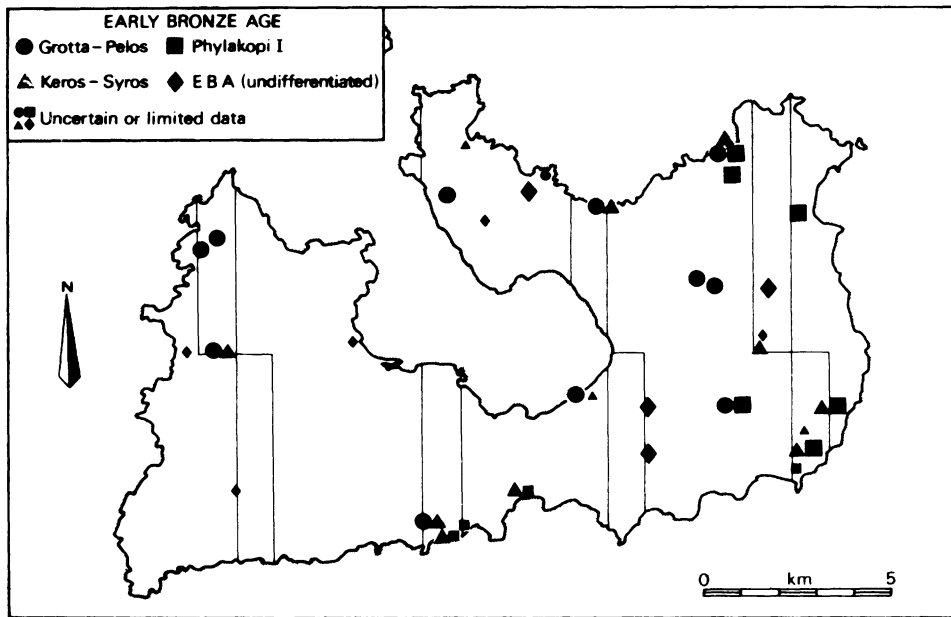 EARLY BRONZE AGE
Grotta-Pelos Phylakopi I
Keros-Syros E B A (undifferentiated)
Uncertain or limited data
N
0 km 5